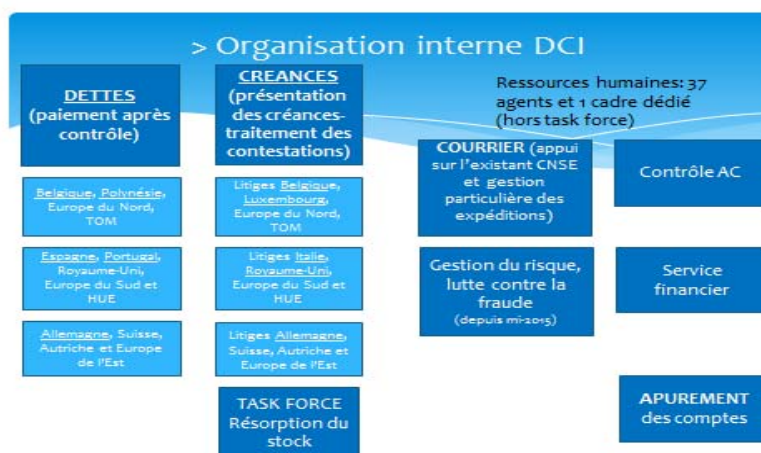 > Organisation interne DCI
DETTES
(paiement après
contrôle)
Belgique, Polynésie,
Europe du Nord,
TOM
Espagne, Portugal,
Royaume-Uni,
Europe du Sud et
HUE
Allemagne, Suisse,
Autriche et Europe
de l'Est
CREANCES
(présentation
des créances-
traitement des
contestations)
Litiges Belgique,
Luxembourg,
Europe du Nord,
TOM
Litiges Italie,
Royaume-Uni,
Europe du Sud et
HUE
Litiges Allemagne,
Suisse, Autriche et
Europe de l'Est
TASK FORCE
Résorption du
stock
Ressources humaines: 37
agents et 1 cadre dédié
(hors task force)
COURRIER (appui
sur l'existant CNSE
et gestion
particulière des
expéditions)
Gestion du risque,
lutte contre la
fraude
(depuis mi-2015)
Contrôle AC
Service
financier
APUREMENT
des comptes